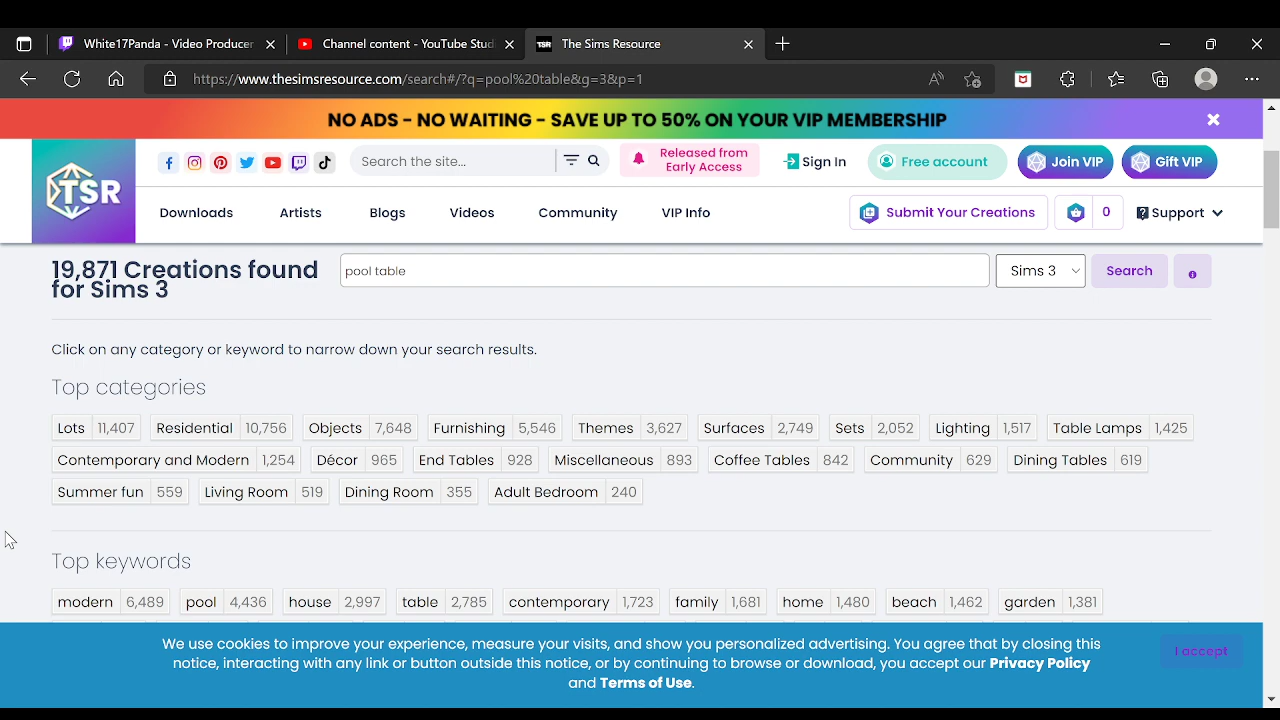 White17Panda - Video Producer
Channel content - YouTube Stud
TSR The Sims Resource
https://www.thesimsresource.com/search#/?q=pool%20table&g=3&p=1
NO ADS - NO WAITING - SAVE UP TO 50% ON YOUR VIP MEMBERSHIP
TSR
Search the site...
Released from
Early Access
Sign In
Free account
Join VIP
Gift VIP
Downloads
Artists
Blogs
Videos
Community
VIP Info
Submit Your Creations
0
Support
19,871 Creations found
for Sims 3
pool table
Sims 3
Search
Click on any category or keyword to narrow down your search results.
Top categories
Lots 11,407 Residential 10,756 Objects 7,648 Furnishing 5,546 Themes 3,627 Surfaces 2,749 Sets 2,052 Lighting 1,517 Table Lamps 1,425
Contemporary and Modern 1,254 Décor 965 End Tables 928 Miscellaneous 893 Coffee Tables 842 Community 629 Dining Tables 619
Summer fun 559 Living Room 519 Dining Room 355 Adult Bedroom 240
Top keywords
modern 6,489 pool 4,436 house 2,997 table 2,785 contemporary 1,723 family 1,681 home 1,480 beach 1,462 garden 1,381
We use cookies to improve your experience, measure your visits, and show you personalized advertising. You agree that by closing this
notice, interacting with any link or button outside this notice, or by continuing to browse or download, you accept our Privacy Policy
and Terms of Use.
I accept